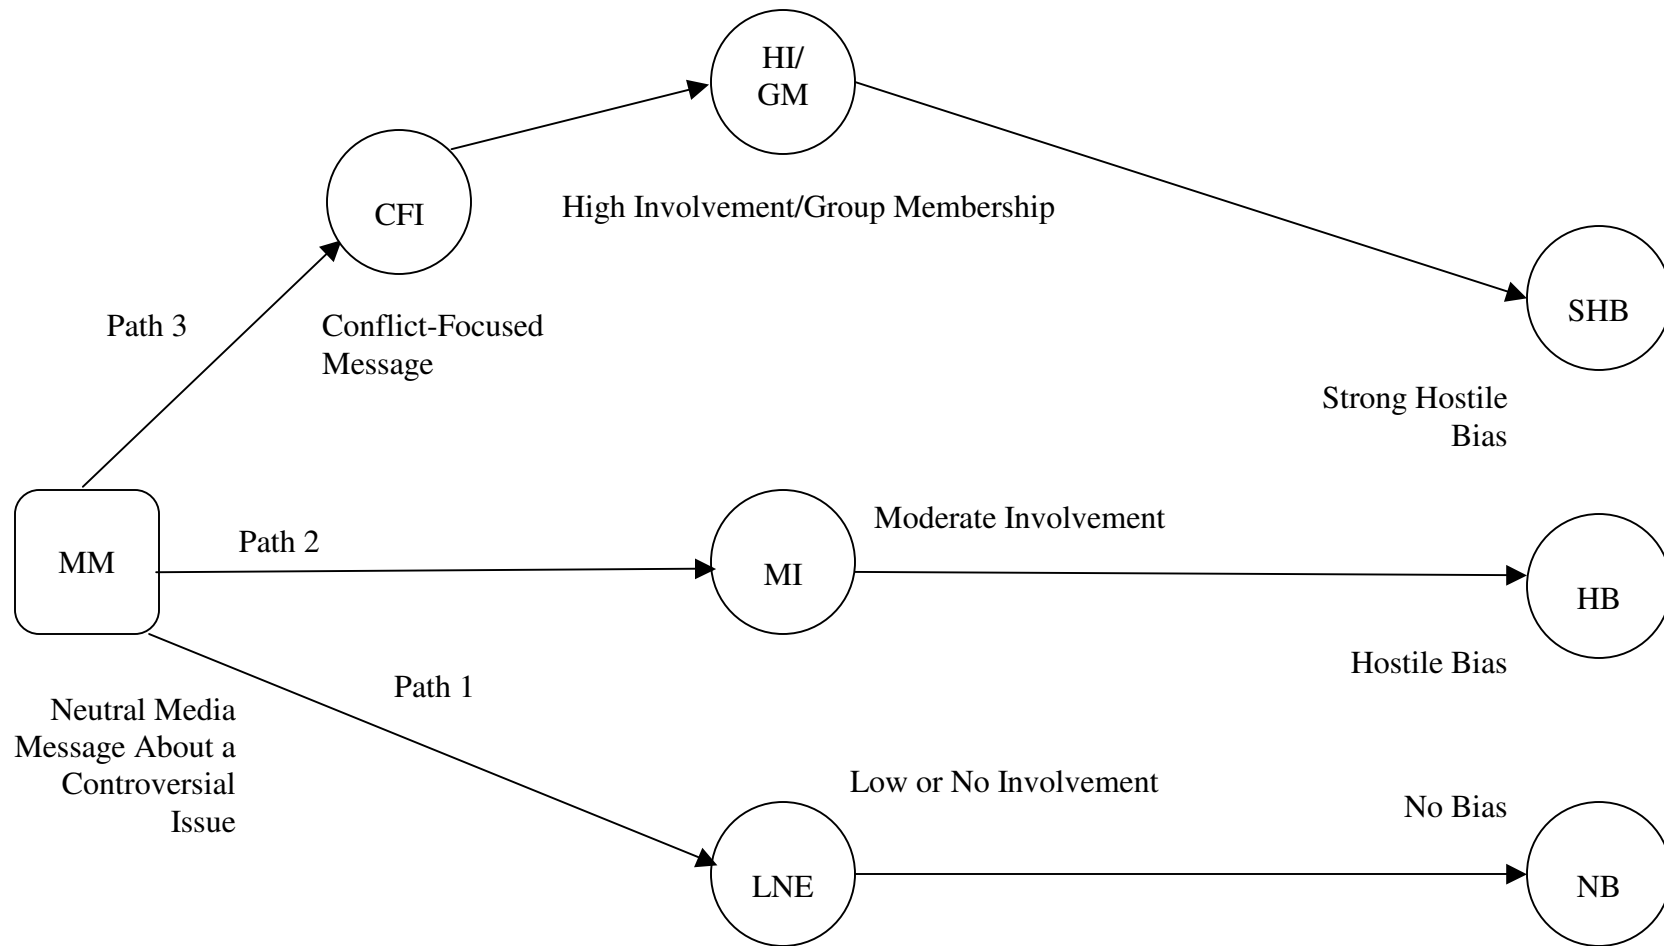 HI/
GM
CFI
High Involvement/Group Membership
SHB
Path 3
Conflict-Focused
Message
Strong Hostile
Bias
MM
Path 2
Moderate Involvement
MI
HB
Hostile Bias
Path 1
Neutral Media
Message About a
Controversial
Issue
Low or No Involvement
No Bias
LNE
NB